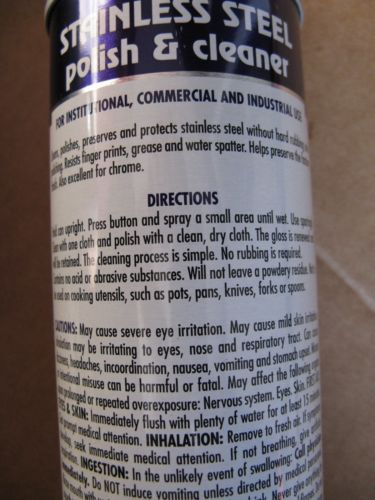 STAINLESS STEEL
polish & cleaner
FOR INSTITUTIONAL, COMMERCIAL AND INDUSTRIAL USE
polishes, preserves and protects stainless steel without hard rubbing
Resists finger prints, grease and water spatter. Helps preserve the
Also excellent for chrome.
DIRECTIONS
upright. Press button and spray a small area until wet. Use
with one cloth and polish with a clean, dry cloth. The gloss is
will be retained. The cleaning process is simple. No rubbing is required.
no acid or abrasive substances. Will not leave a powdery residue.
used on cooking utensils, such as pots, pans, knives, forks or spoons.
CAUTIONS: May cause severe eye irritation. May cause mild skin
may be irritating to eyes, nose and respiratory tract. Can
headaches, incoordination, nausea, vomiting and stomach upset.
intentional misuse can be harmful or fatal. May affect the following
prolonged or repeated overexposure: Nervous system. Eyes. Skin. FIRST
& SKIN: Immediately flush with plenty of water for at least 15
prompt medical attention. INHALATION: Remove to fresh air. If
seek immediate medical attention. If not breathing, give
INGESTION: In the unlikely event of swallowing: Call
Immediately. Do NOT induce vomiting unless directed by medical
mouth with